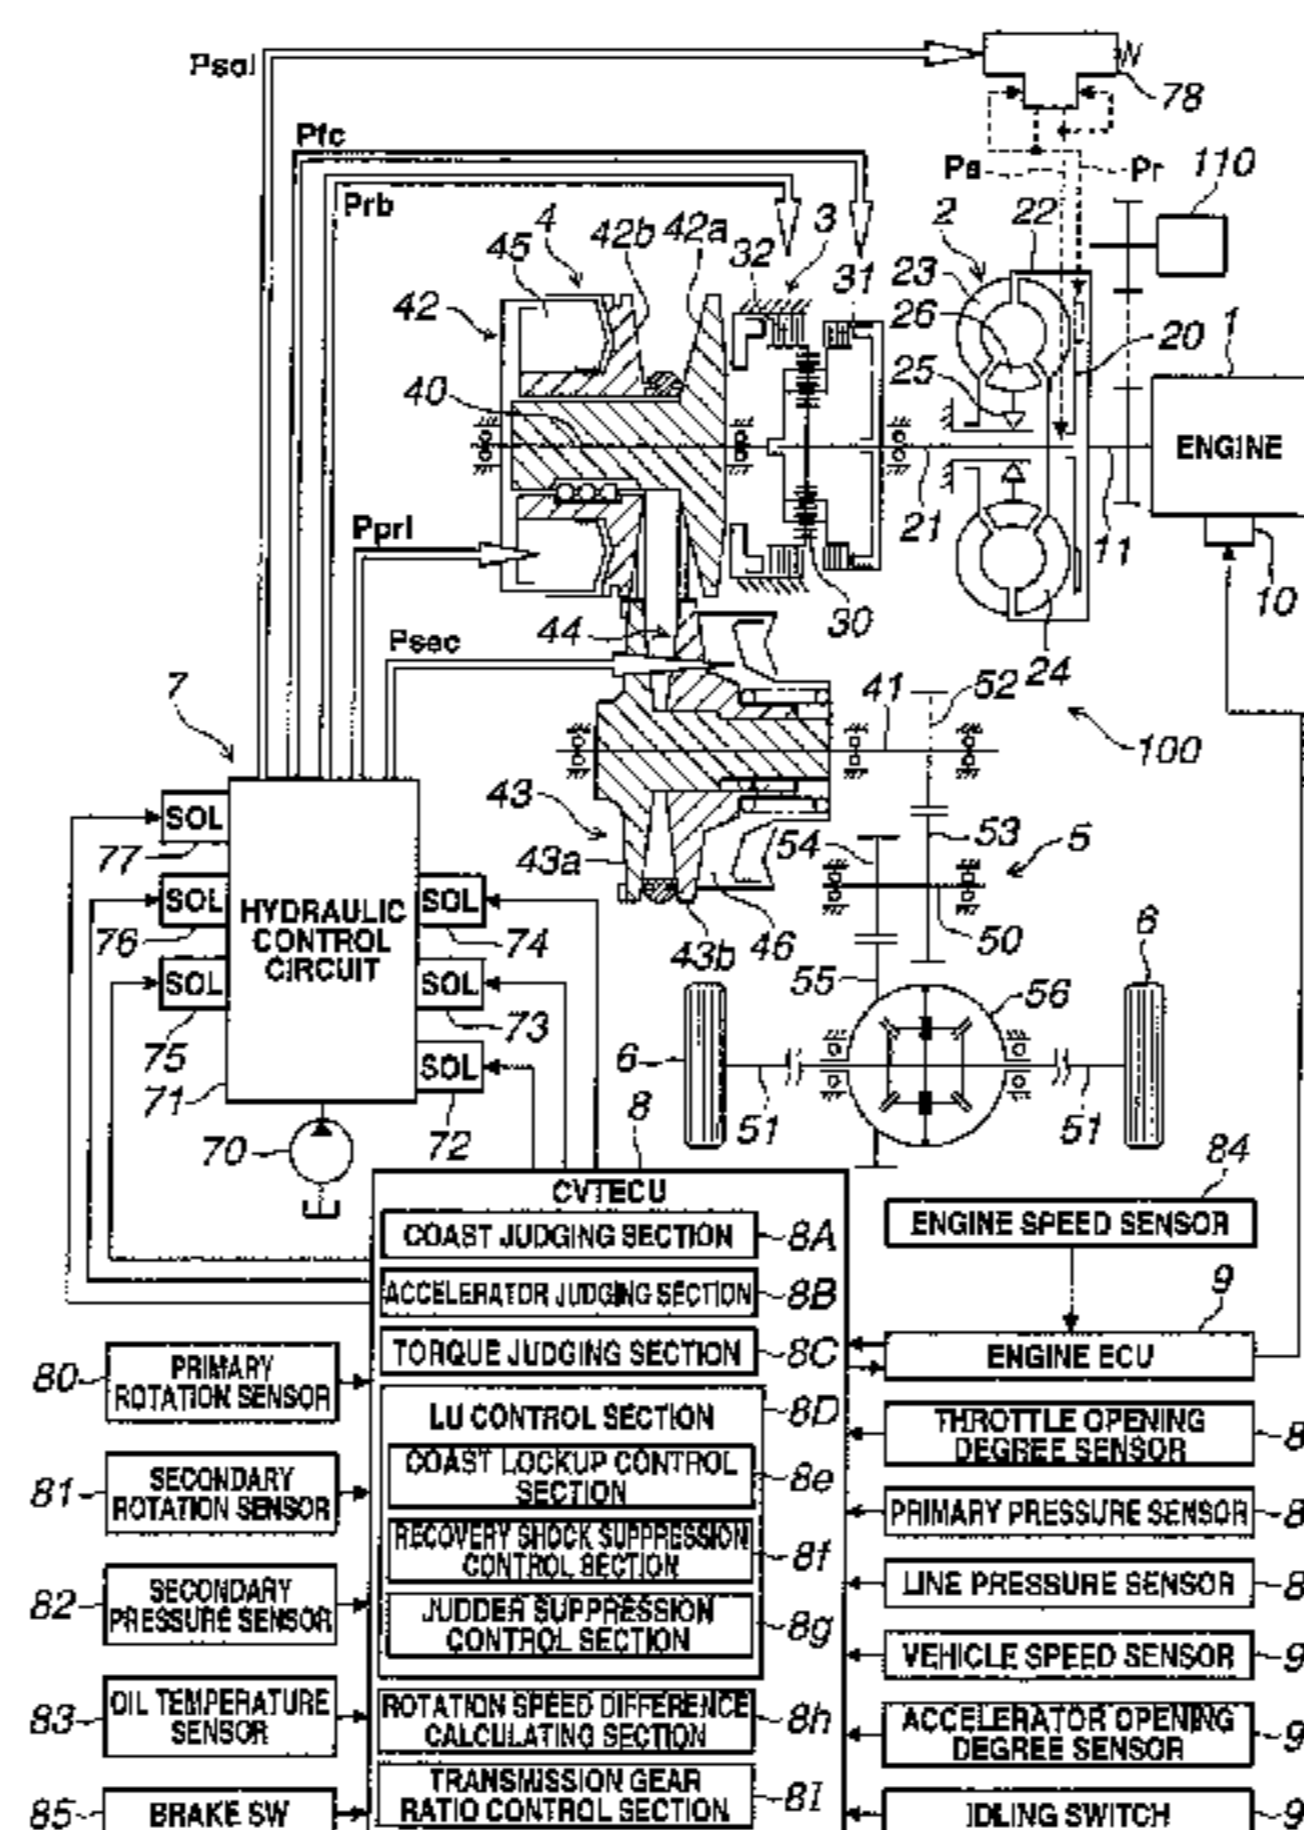 Psol
78
Pfc
Pa
Pr
110
Prb
4
42b
42a
3
2
22
45
32
31
23
42
26
1
20
25
40
ENGINE
21
11
Ppri
10
30
44
24
Psec
7
41
52
100
43
SOL
54
53
5
77
43a
SOL
HYDRAULIC
CONTROL
CIRCUIT
SOL
76
74
43b
46
50
6
SOL
SOL
55
56
75
73
6
71
SOL
8
51
51
70
72
84
CVTECU
ENGINE SPEED SENSOR
COAST JUDGING SECTION
8A
ACCELERATOR JUDGING SECTION
8B
9
TORQUE JUDGING SECTION
8C
ENGINE ECU
80
PRIMARY
ROTATION SENSOR
LU CONTROL SECTION
8D
THROTTLE OPENING
DEGREE SENSOR
8
COAST LOCKUP CONTROL
SECTION
8e
81
SECONDARY
ROTATION SENSOR
PRIMARY PRESSURE SENSOR
8
RECOVERY SHOCK SUPPRESSION
CONTROL SECTION
8f
82
SECONDARY
PRESSURE SENSOR
LINE PRESSURE SENSOR
8
JUDDER SUPPRESSION
CONTROL SECTION
8g
VEHICLE SPEED SENSOR
9
83
OIL TEMPERATURE
SENSOR
ROTATION SPEED DIFFERENCE
CALCULATING SECTION
8h
ACCELERATOR OPENING
DEGREE SENSOR
9
85
BRAKE SW
TRANSMISSION GEAR
RATIO CONTROL SECTION
8I
IDLING SWITCH
9